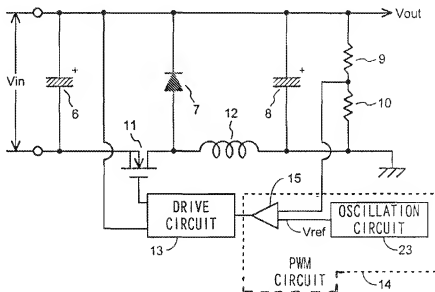 Vout
+
+
9
Vin
6
7
8
10
11
12
15
DRIVE
CIRCUIT
13
OSCILLATION
CIRCUIT
23
Vref
PWM
CIRCUIT
14